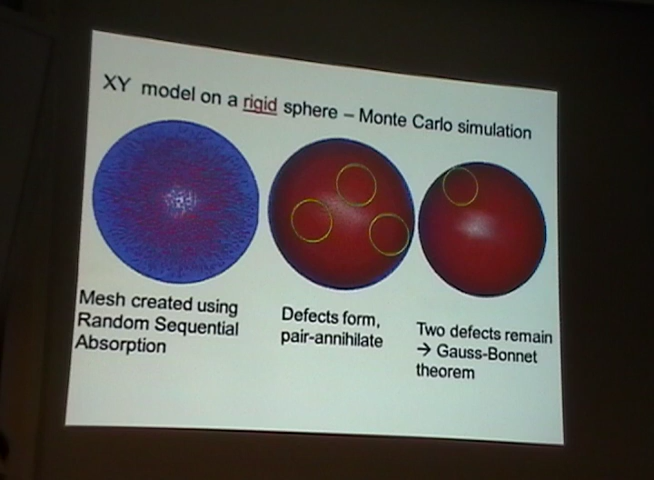 XY model on a rigid sphere – Monte Carlo simulation
Mesh created using
Random Sequential
Absorption
Defects form,
pair-annihilate
Two defects remain
→ Gauss-Bonnet
theorem